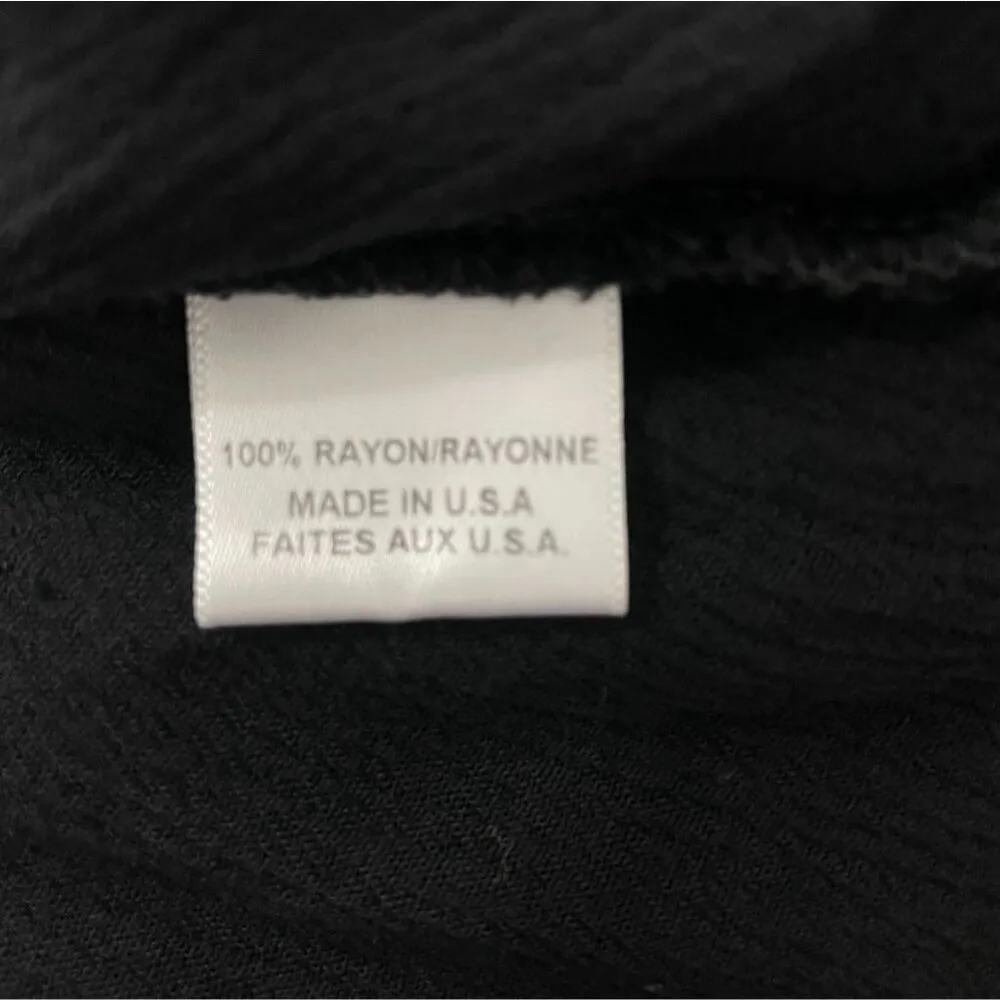 100% RAYON/RAYONNE
MADE IN U.S.A
FAITES AUX U.S.A.